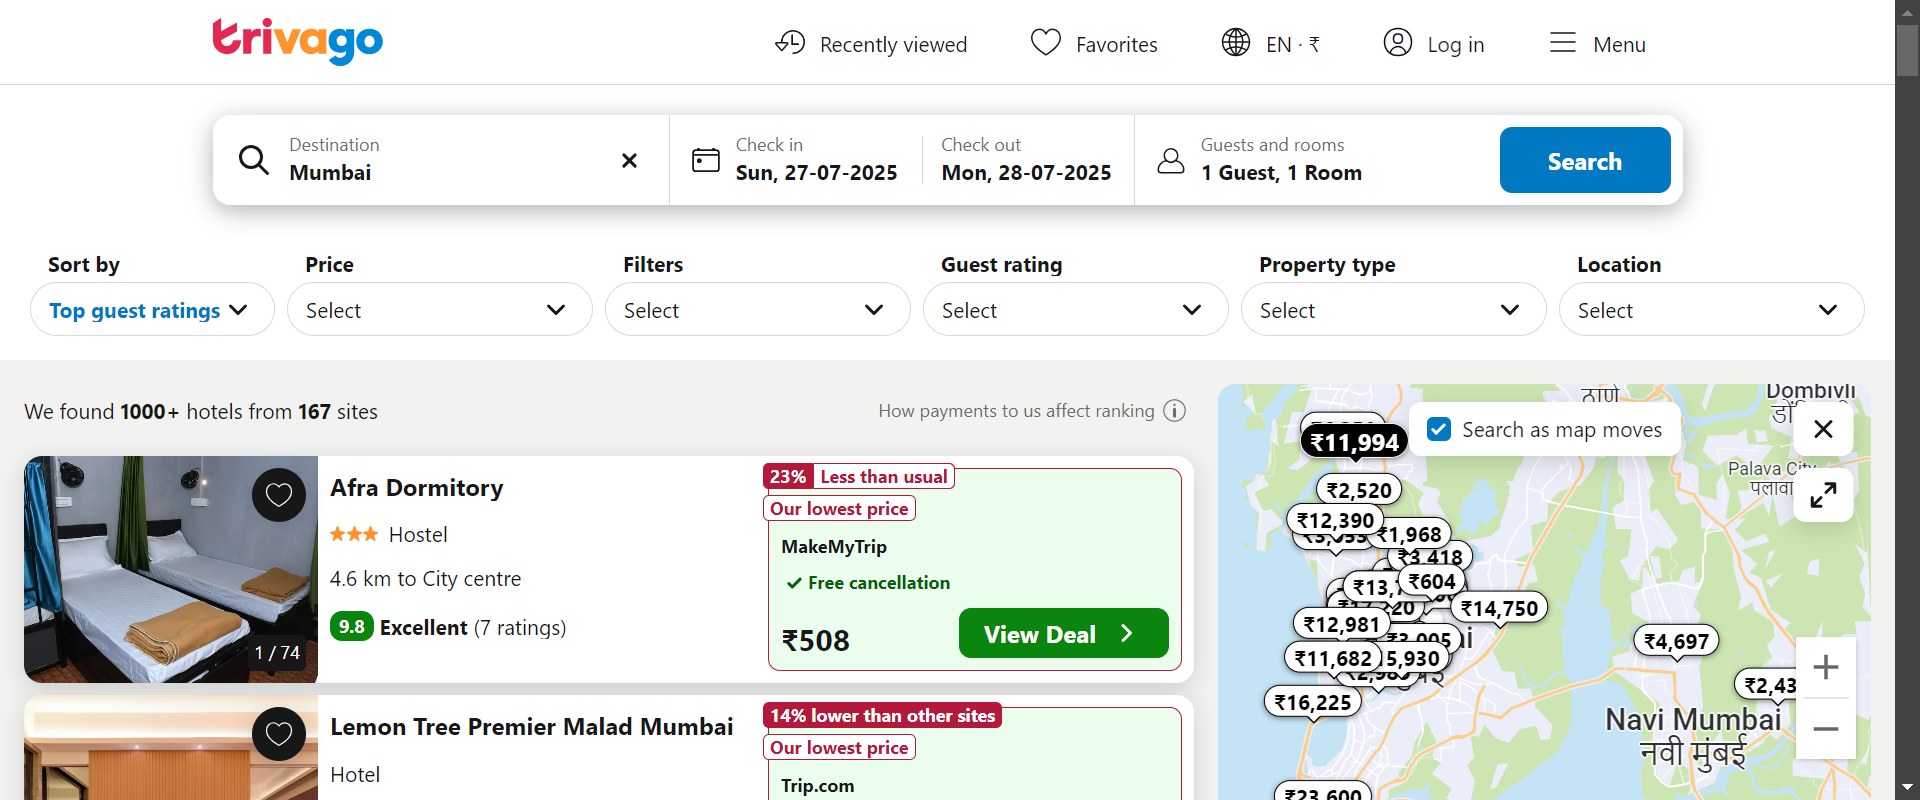 trivago
Recently viewed
Favorites
EN · ₹
Log in
Menu
Destination
Mumbai
Check in
Sun, 27-07-2025
Check out
Mon, 28-07-2025
Guests and rooms
1 Guest, 1 Room
Search
Sort by
Top guest ratings
Price
Select
Filters
Select
Guest rating
Select
Property type
Select
Location
Select
We found 1000+ hotels from 167 sites
How payments to us affect ranking
Afra Dormitory
Hostel
4.6 km to City centre
9.8 Excellent (7 ratings)
1 / 74
23% Less than usual
Our lowest price
MakeMyTrip
Free cancellation
₹508
View Deal
Lemon Tree Premier Malad Mumbai
Hotel
14% lower than other sites
Our lowest price
Trip.com
Search as map moves
ठाणे
Dombivli
Palava City
₹11,994
₹2,520
₹12,390
₹1,968
₹3,418
₹604
₹14,750
₹12,981
₹3,005
₹11,682
₹4,697
₹16,225
Navi Mumbai
नवी मुंबई
₹23,600